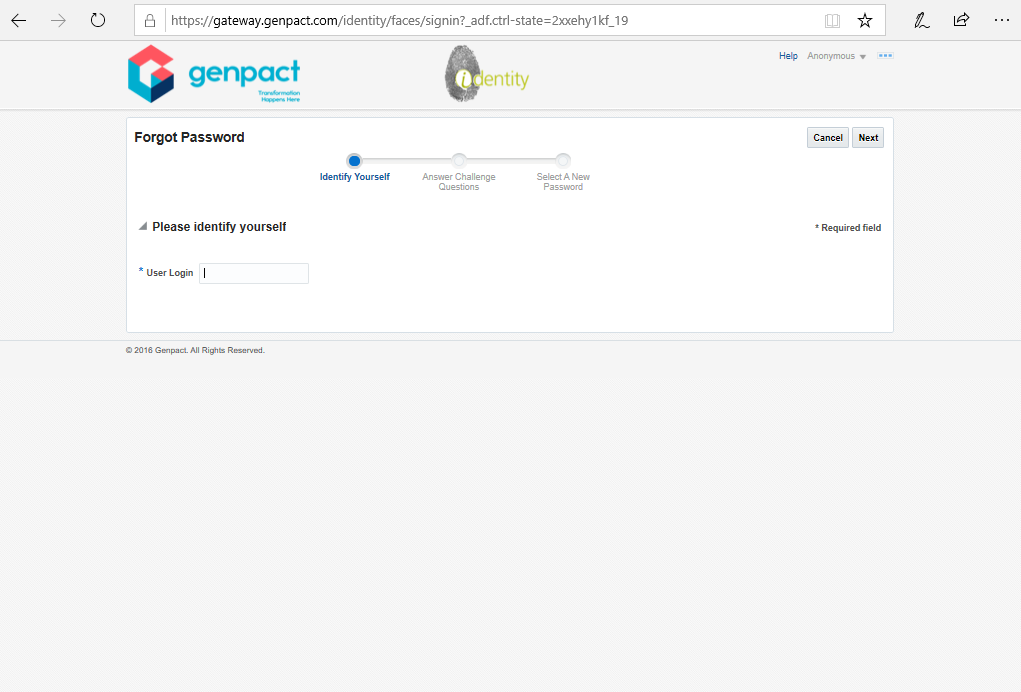 https://gateway.genpact.com/identity/faces/signin?_adf.ctrl-state=2xxehy1kf_19
genpact
Transformation
Happens Here
identity
Help Anonymous
Forgot Password
Cancel Next
Identify Yourself
Answer Challenge
Questions
Select A New
Password
Please identify yourself
* Required field
* User Login
© 2016 Genpact. All Rights Reserved.